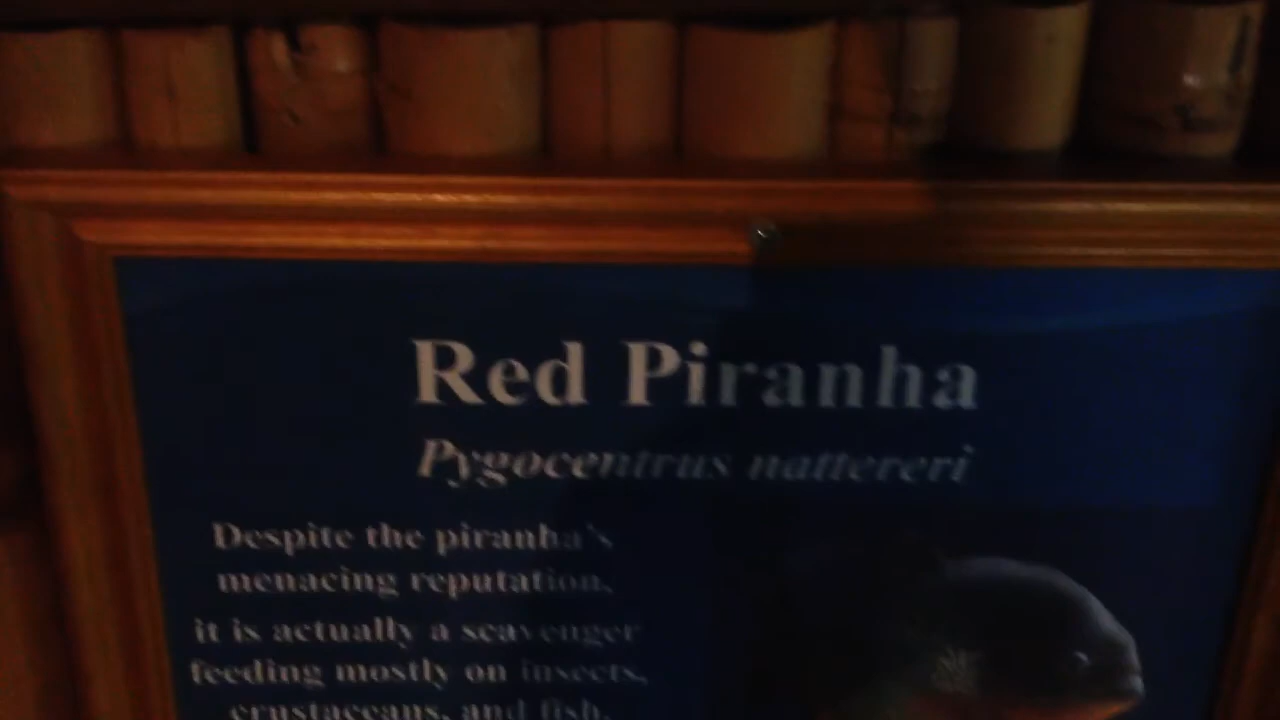 Red Piranha
Pygocentrus nattereri
Despite the piranha's
menacing reputation,
it is actually a scavenger
feeding mostly on insects,
crustaceans, and fish.